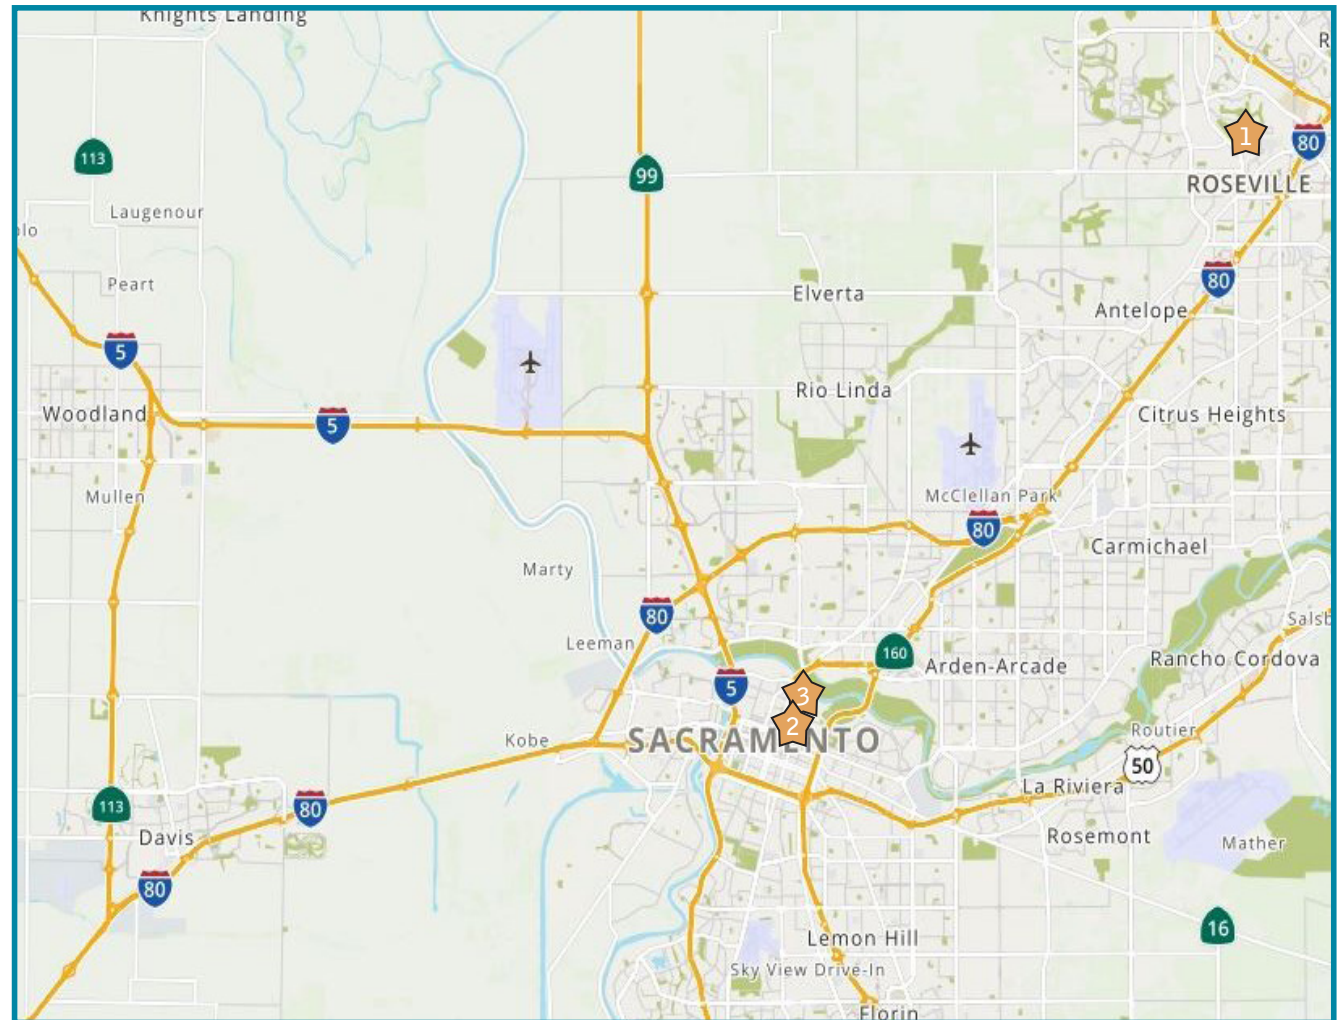 Knights Landing
R
113
99
1
80
ROSEVILLE
Laugenour
olo
Peart
80
Elverta
Antelope
5
Rio Linda
Woodland
5
Citrus Heights
Mullen
McClellan Park
80
Carmichael
Marty
80
Salsb
Leeman
160
Arden-Arcade
Rancho Cordova
5
3
2
Kobe
SACRAMENTO
Routier
50
La Riviera
113
80
Davis
Rosemont
Mather
80
16
Lemon Hill
Sky View Drive-In
Florin